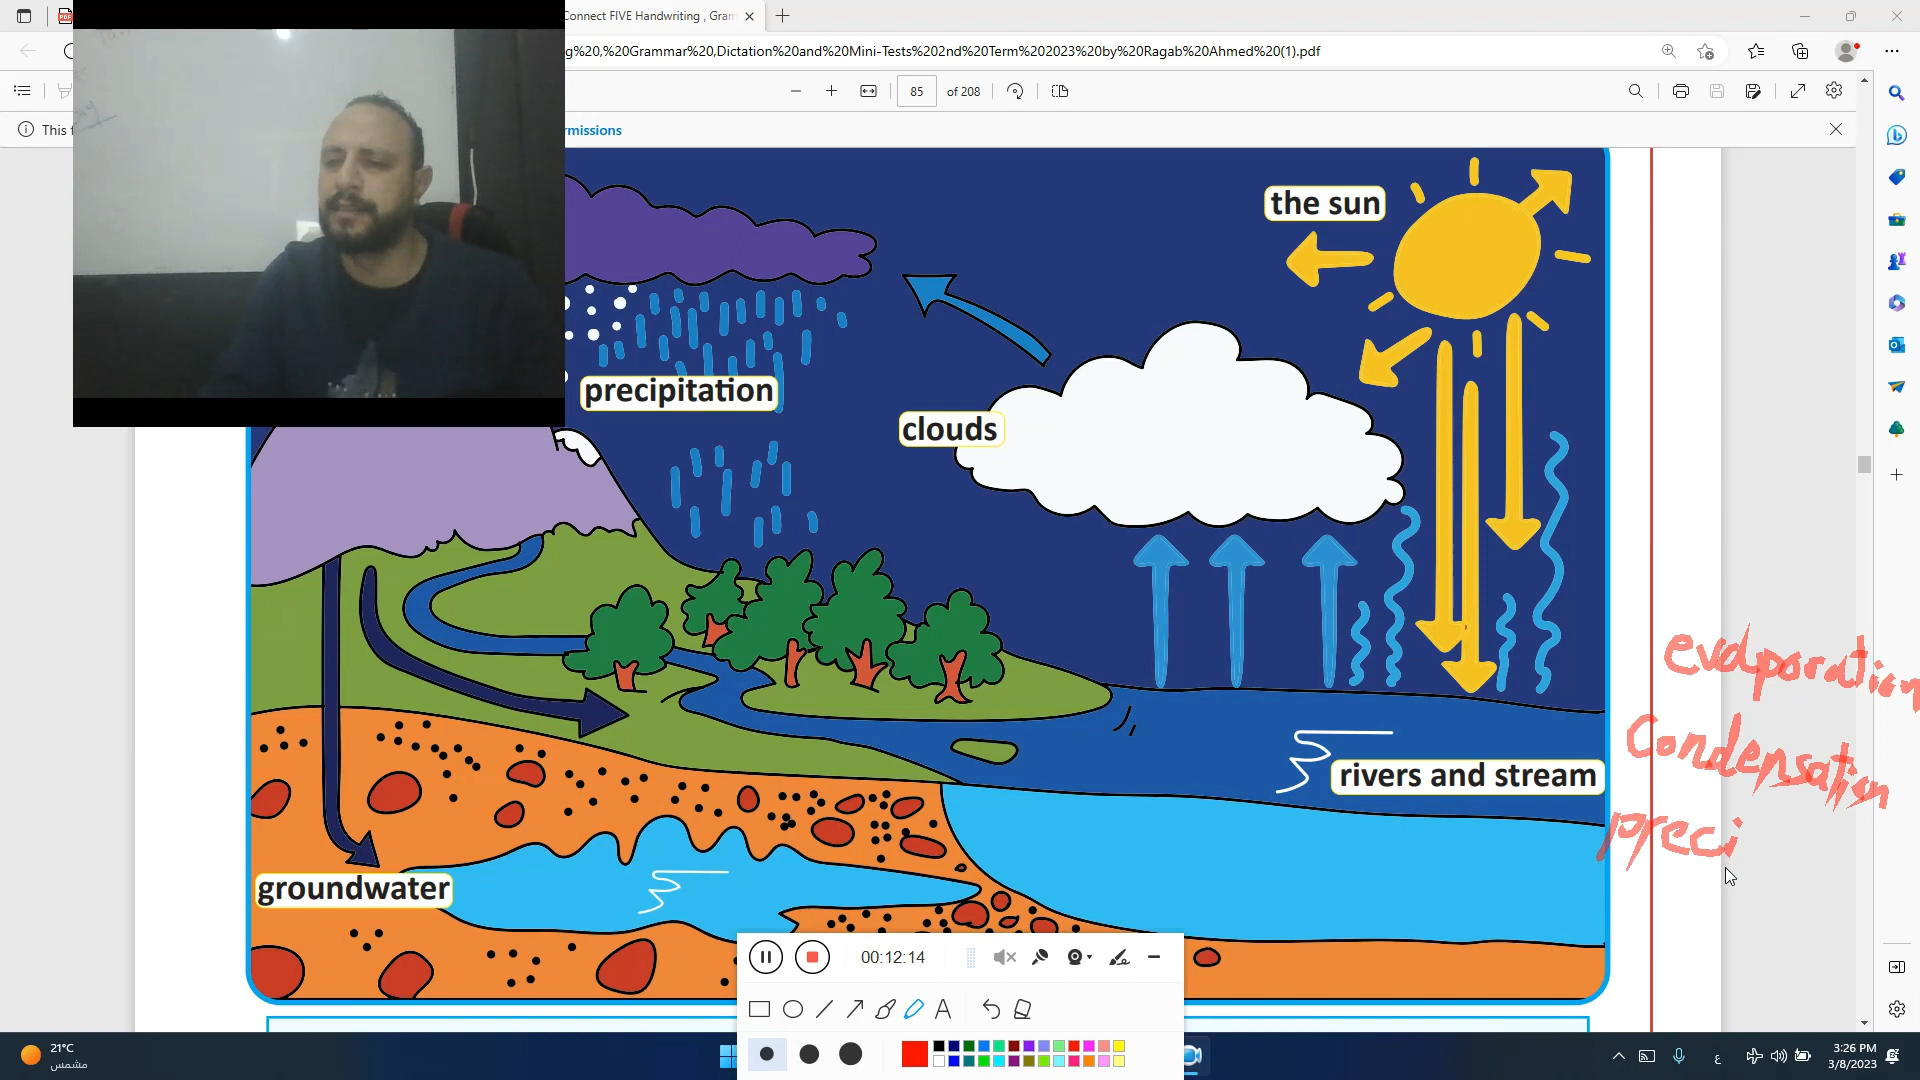 Connect FIVE Handwriting , Gram
g%20,%20Grammar%20,Dictation%20and%20Mini-Tests%202nd%20Term%202023%20by%20Ragab%20Ahmed%20(1).pdf
85 of 208
This
rmissions
the sun
precipitation
clouds
evaporation
Condensation
rivers and stream
preci
groundwater
00:12:14
21°C
مشمس
ع
3:26 PM
3/8/2023